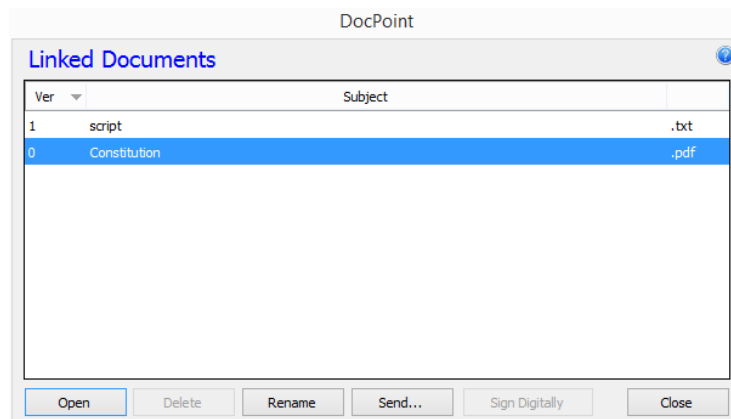 DocPoint
Linked Documents
Ver Subject
1 script .txt
0 Constitution .pdf
Open Delete Rename Send... Sign Digitally Close